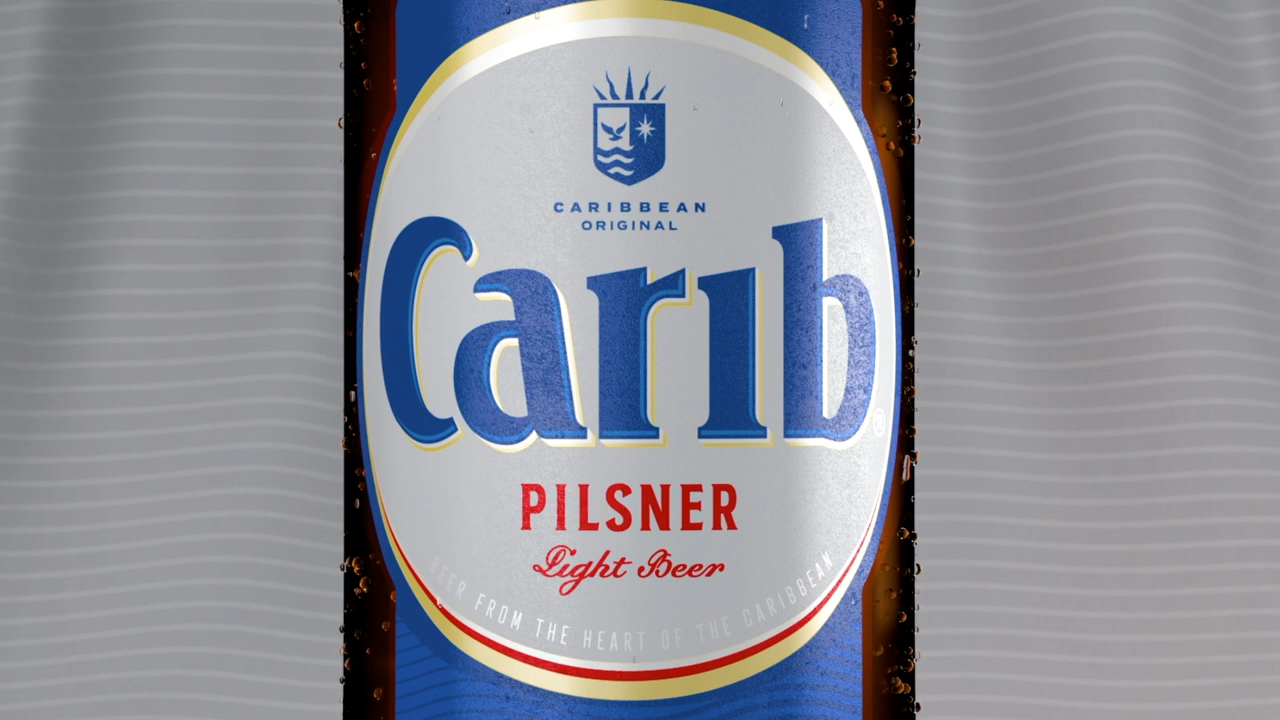 CARIBBEAN
ORIGINAL
Carib
®
PILSNER
Light Beer
BEER FROM THE HEART OF THE CARIBBEAN